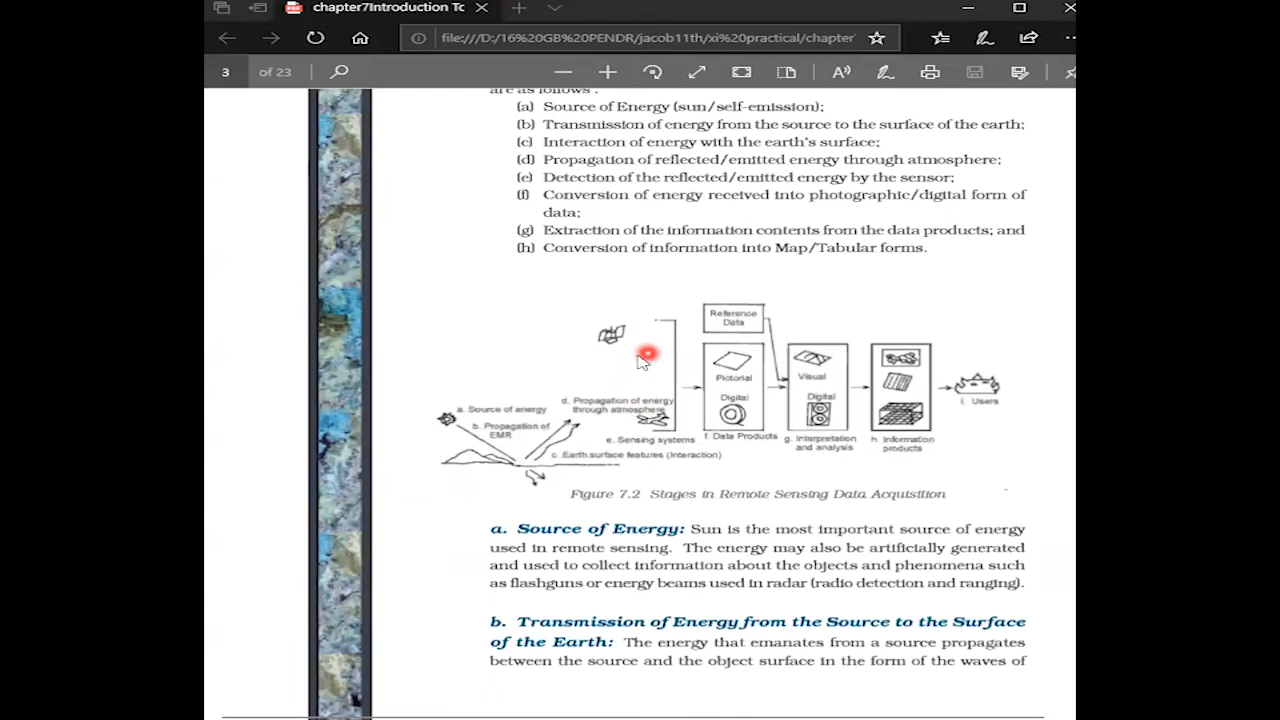 chapter7Introduction Tc
file:///D:/16%20GB%20PENDR/jacob11th/xi%20practical/chapter7
3 of 23
are as follows :
(a) Source of Energy (sun/self-emission);
(b) Transmission of energy from the source to the surface of the earth;
(c) Interaction of energy with the earth's surface;
(d) Propagation of reflected/emitted energy through atmosphere;
(e) Detection of the reflected/emitted energy by the sensor;
(f) Conversion of energy received into photographic/digital form of
data;
(g) Extraction of the information contents from the data products; and
(h) Conversion of information into Map/Tabular forms.
Reference
Data
Pictorial
Visual
Digital
Digital
a. Source of energy
b. Propagation of
EMR
d. Propagation of energy
through atmosphere
e. Sensing systems
c. Earth surface features (Interaction)
f. Data Products
g. Interpretation
and analysis
h. Information
products
i. Users
Figure 7.2 Stages in Remote Sensing Data Acquisition
a. Source of Energy: Sun is the most important source of energy
used in remote sensing. The energy may also be artificially generated
and used to collect information about the objects and phenomena such
as flashguns or energy beams used in radar (radio detection and ranging).
b. Transmission of Energy from the Source to the Surface
of the Earth: The energy that emanates from a source propagates
between the source and the object surface in the form of the waves of